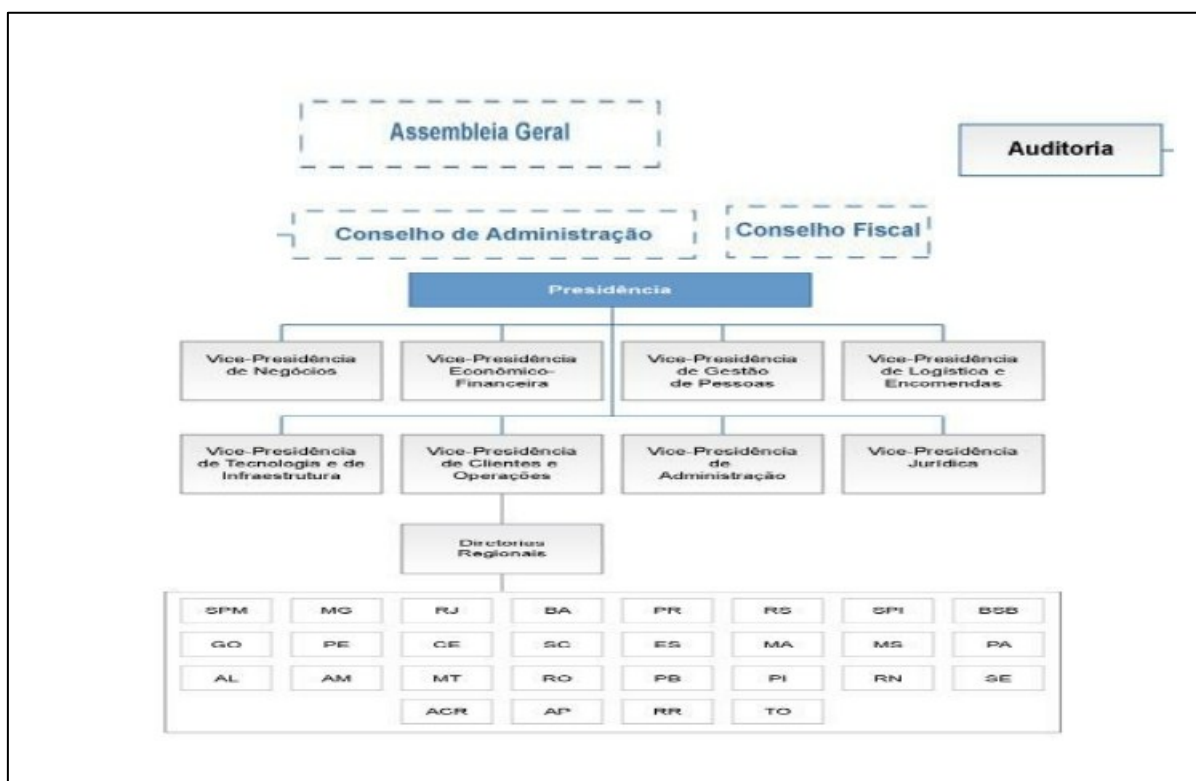 Assembleia Geral
Auditoria
Conselho de Administração
Conselho Fiscal
Presidência
Vice-Presidência
de Negócios
Vice-Presidência
Econômico-
Financeira
Vice-Presidência
de Gestão
de Pessoas
Vice-Presidência
de Logística e
Encomendas
Vice-Presidência
de Tecnologia e de
Infraestrutura
Vice-Presidência
de Clientes e
Operações
Vice-Presidência
de
Administração
Vice-Presidência
Jurídica
Diretorias
Regionais
SPM MG RJ BA PR RS SPI BSB
GO PE CE SC ES MA MS PA
AL AM MT RO PB PI RN SE
ACR AP RR TO